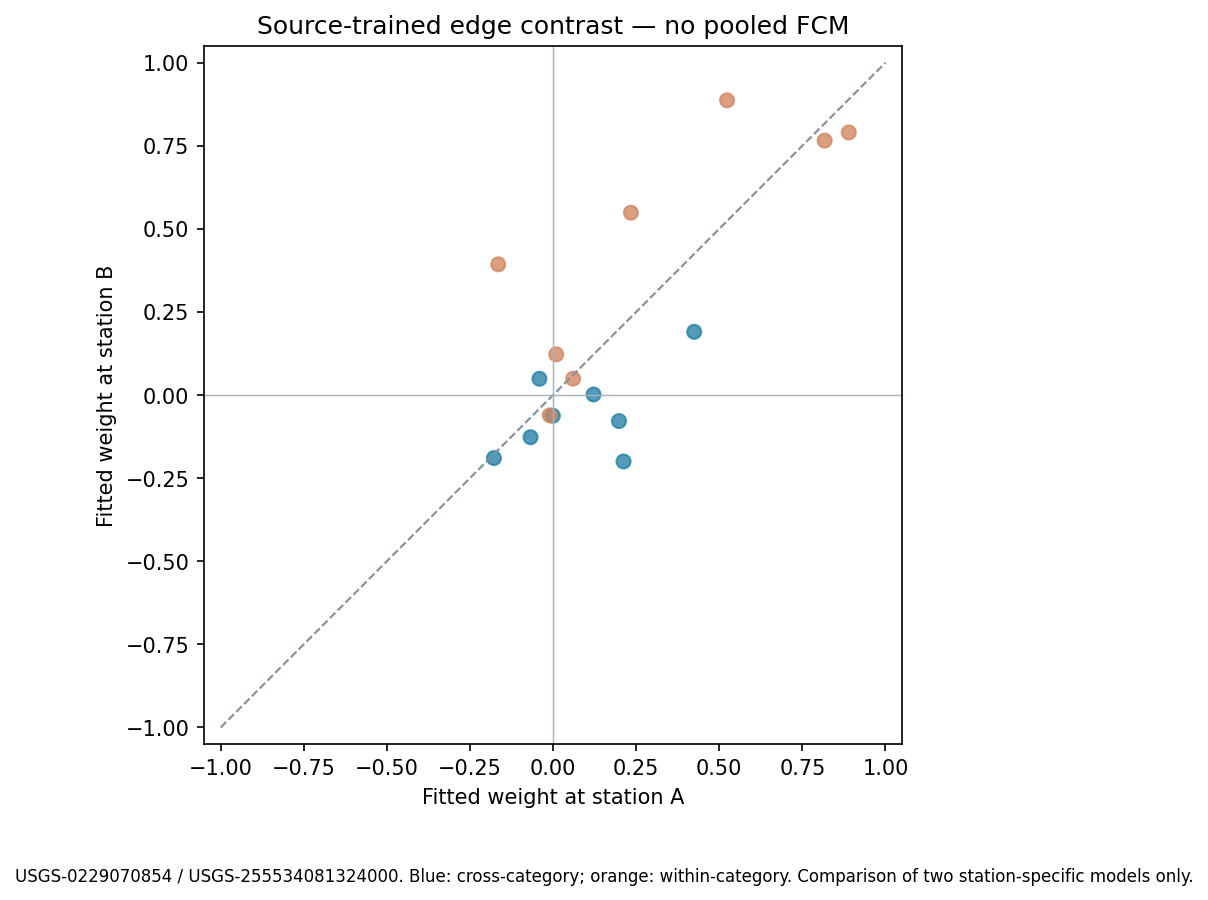 Source-trained edge contrast — no pooled FCM
1.00
0.75
0.50
0.25
0.00
−0.25
−0.50
−0.75
−1.00
Fitted weight at station B
−1.00 −0.75 −0.50 −0.25 0.00 0.25 0.50 0.75 1.00
Fitted weight at station A
USGS-0229070854 / USGS-255534081324000. Blue: cross-category; orange: within-category. Comparison of two station-specific models only.